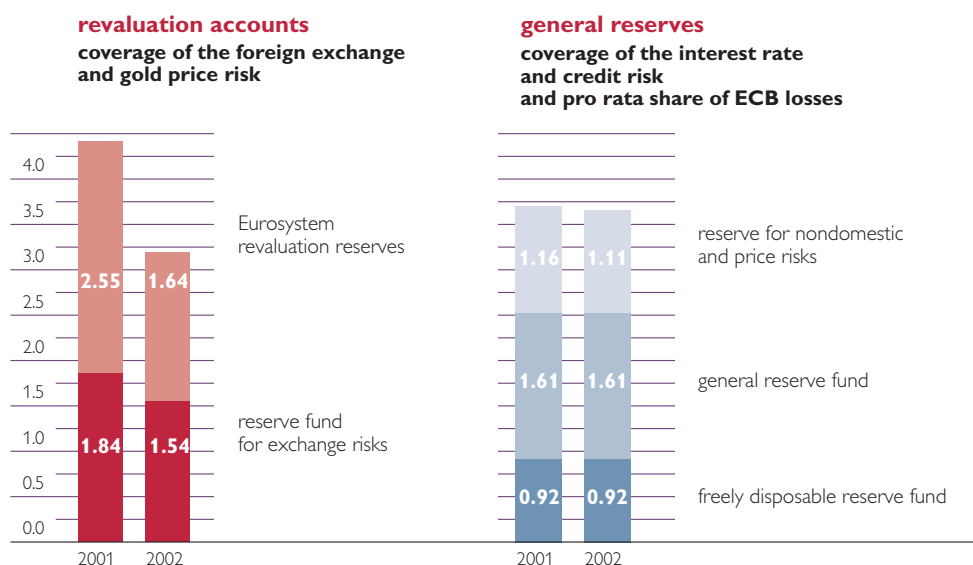 revaluation accounts
coverage of the foreign exchange
and gold price risk
4.0
3.5
3.0
2.5
2.0
1.5
1.0
0.5
0.0
2.55
1.64
1.84
1.54
Eurosystem
revaluation reserves
reserve fund
for exchange risks
2001
2002
general reserves
coverage of the interest rate
and credit risk
and pro rata share of ECB losses
1.16
1.11
1.61
1.61
0.92
0.92
reserve for nondomestic
and price risks
general reserve fund
freely disposable reserve fund
2001
2002